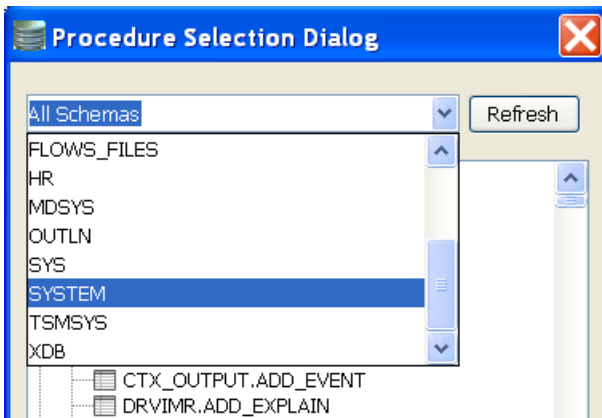 Procedure Selection Dialog
All Schemas
Refresh
FLOWS_FILES
HR
MDSYS
OUTLN
SYS
SYSTEM
TSMSYS
XDB
CTX_OUTPUT.ADD_EVENT
DRVIMR.ADD_EXPLAIN